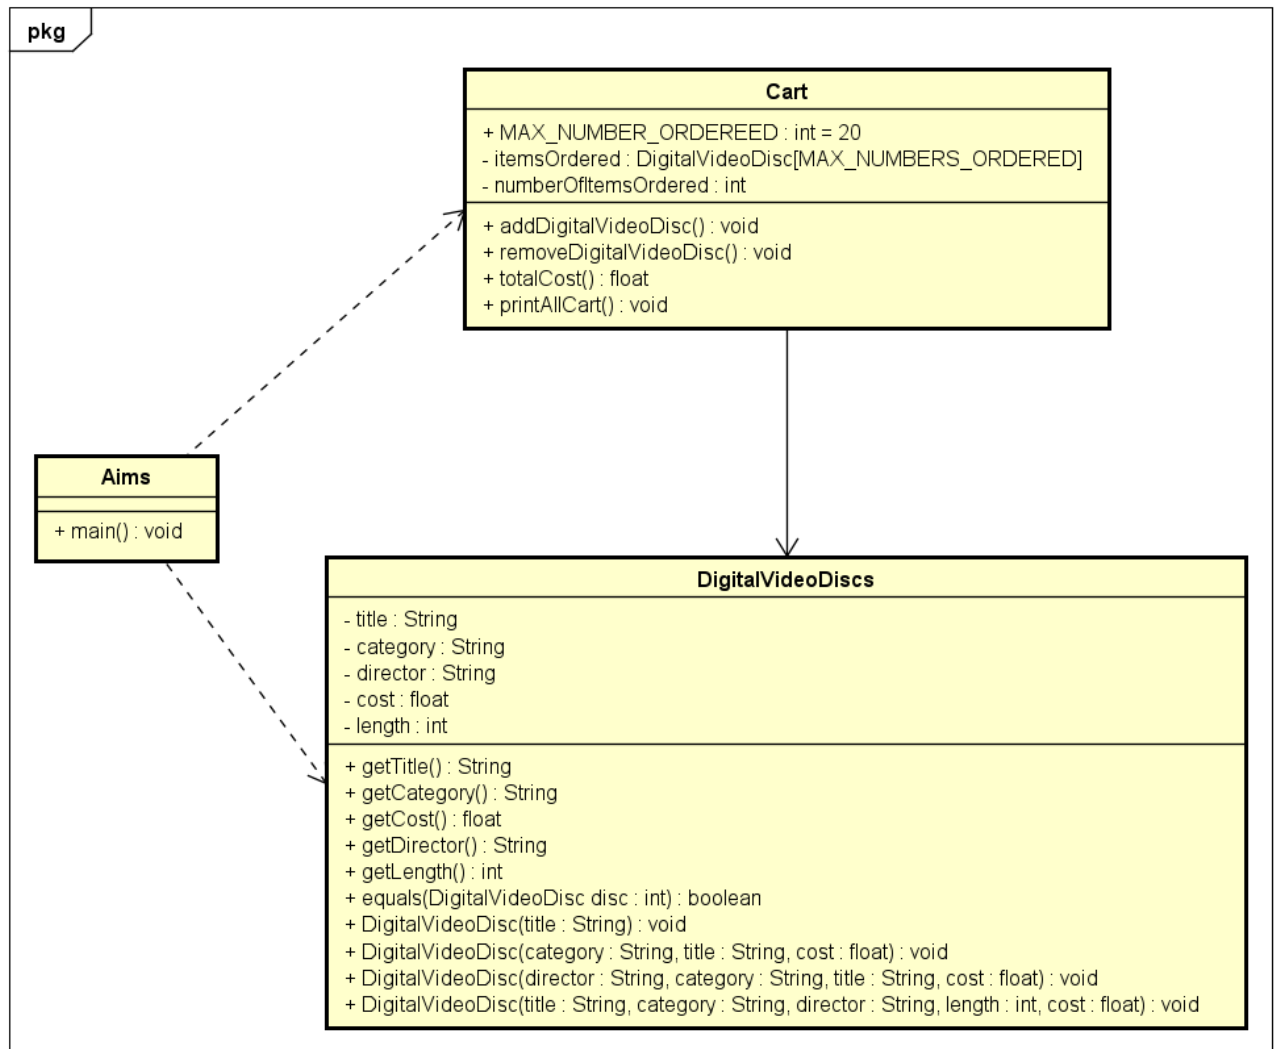 pkg
Cart
+ MAX_NUMBER_ORDEREED : int = 20
- itemsOrdered : DigitalVideoDisc[MAX_NUMBERS_ORDERED]
- numberOfItemsOrdered : int
+ addDigitalVideoDisc() : void
+ removeDigitalVideoDisc() : void
+ totalCost() : float
+ printAllCart() : void
Aims
+ main() : void
DigitalVideoDiscs
- title : String
- category : String
- director : String
- cost : float
- length : int
+ getTitle() : String
+ getCategory() : String
+ getCost() : float
+ getDirector() : String
+ getLength() : int
+ equals(DigitalVideoDisc disc : int) : boolean
+ DigitalVideoDisc(title : String) : void
+ DigitalVideoDisc(category : String, title : String, cost : float) : void
+ DigitalVideoDisc(director : String, category : String, title : String, cost : float) : void
+ DigitalVideoDisc(title : String, category : String, director : String, length : int, cost : float) : void